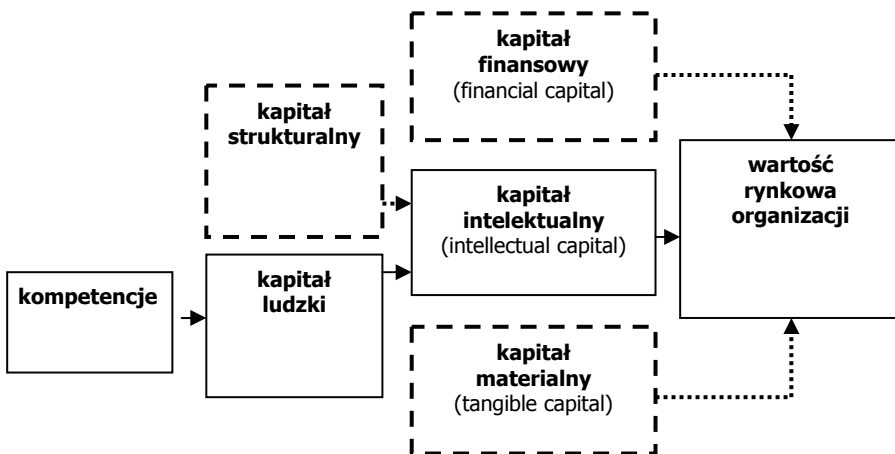 kapitał
finansowy
(financial capital)
kapitał
strukturalny
wartość
rynkowa
organizacji
kapitał
intelektualny
(intellectual capital)
kapitał
ludzki
kompetencje
kapitał
materialny
(tangible capital)